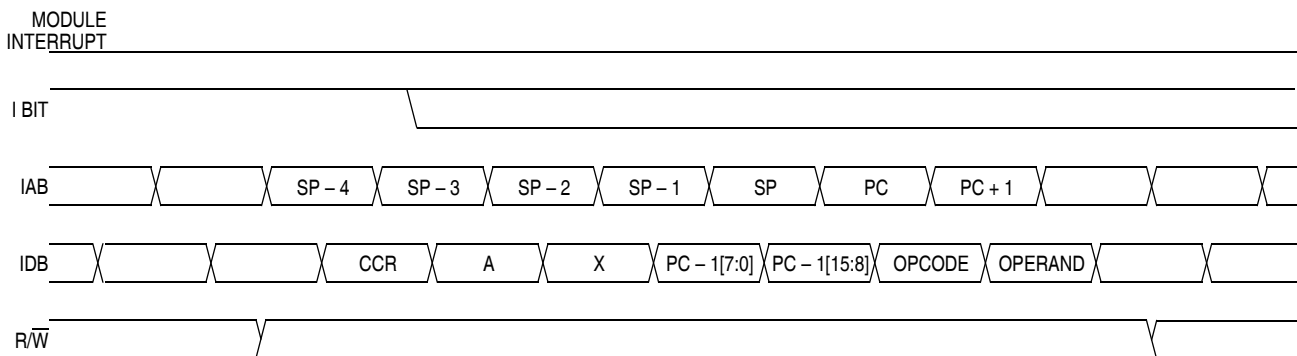 MODULE
INTERRUPT
I BIT
IAB SP – 4 SP – 3 SP – 2 SP – 1 SP PC PC + 1
IDB CCR A X PC – 1[7:0] PC – 1[15:8] OPCODE OPERAND
R/W̅